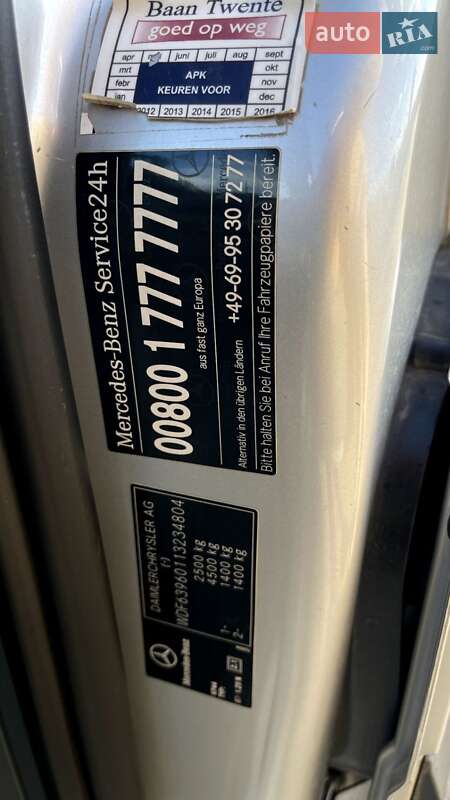 Baan Twente
goed op weg
apr mei juni juli aug sept
mrt APK okt
febr KEUREN VOOR nov
jan dec
2012 2013 2014 2015 2016
auto RIA
.com
Mercedes-Benz Service24h
00800 1 777 7777
aus fast ganz Europa
Alternativ in den übrigen Ländern +49-69-95 30 72 77
Bitte halten Sie bei Anruf Ihre Fahrzeugpapiere bereit.
DAIMLERCHRYSLER AG
(-)
WDF63960113234804
2500 kg
4500 kg
1- 1400 kg
2- 1400 kg
Mercedes-Benz